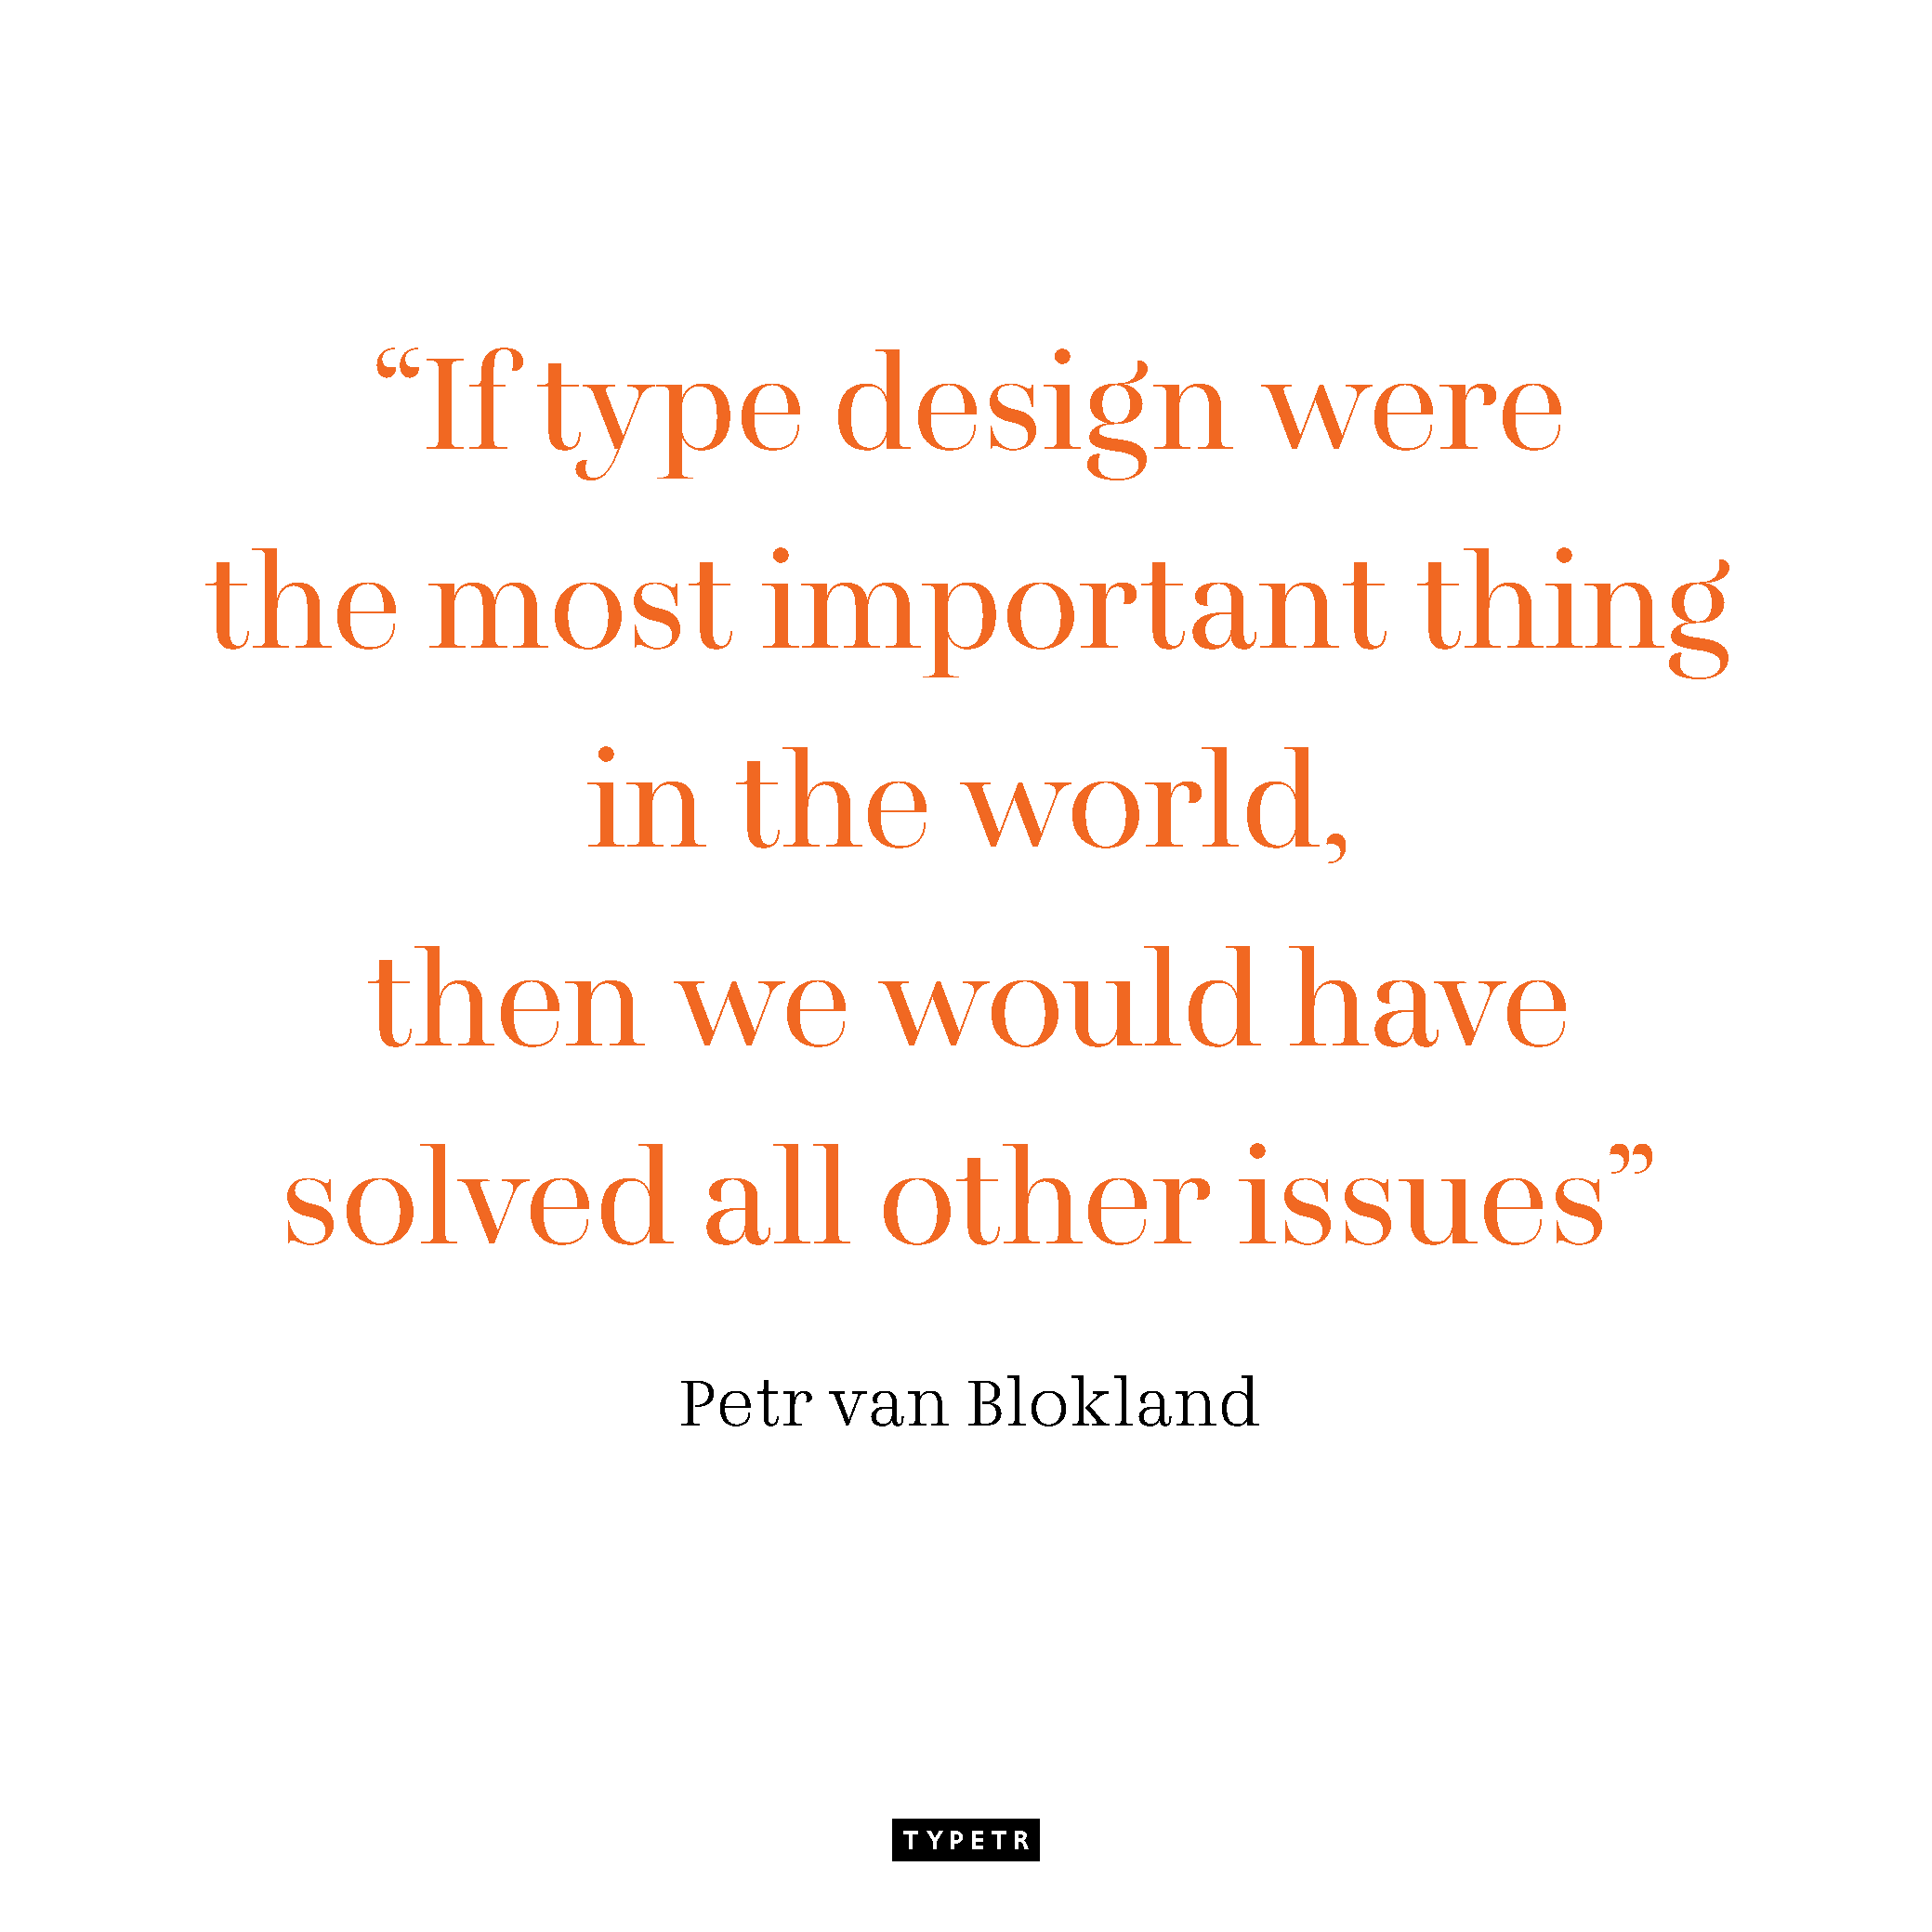 “If type design were
the most important thing
in the world,
then we would have
solved all other issues”
Petr van Blokland
TYPETR